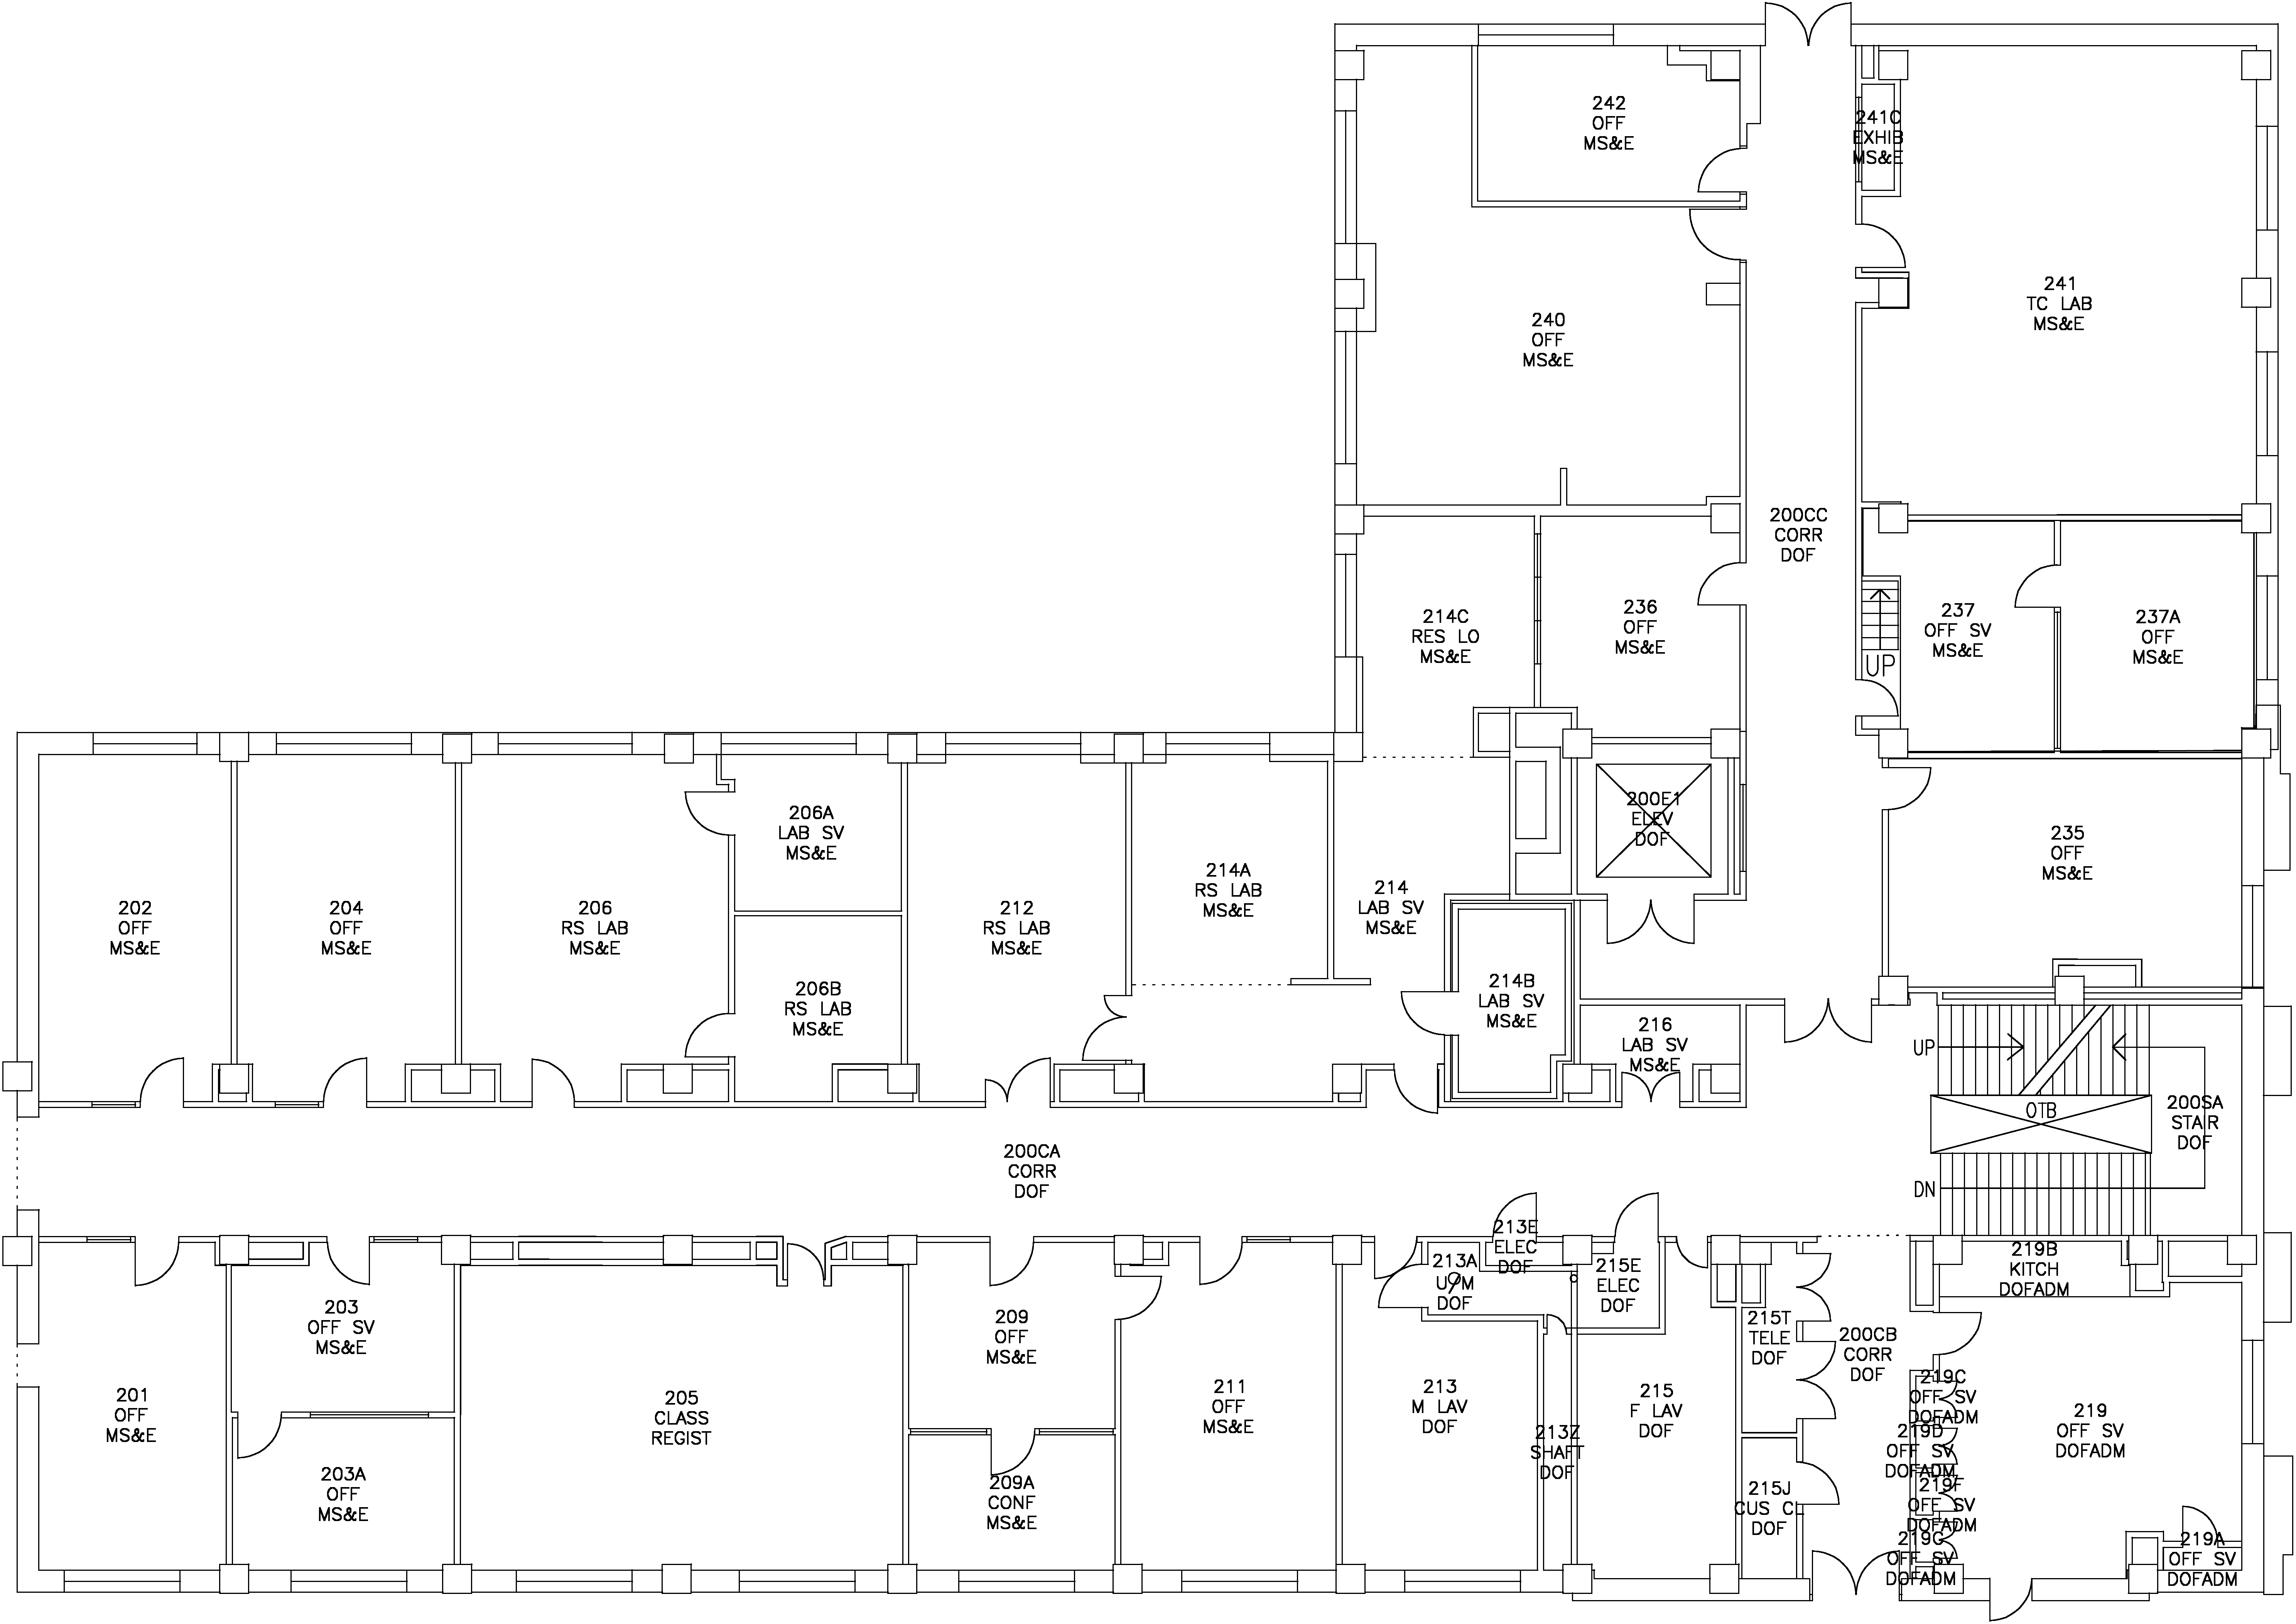 242
OFF
MS&E
241C
EXHIB
MS&E
241
TC LAB
MS&E
240
OFF
MS&E
200CC
CORR
DOF
214C
RES LO
MS&E
236
OFF
MS&E
237
OFF SV
MS&E
237A
OFF
MS&E
UP
206A
LAB SV
MS&E
200E1
ELEV
DOF
235
OFF
MS&E
202
OFF
MS&E
204
OFF
MS&E
206
RS LAB
MS&E
212
RS LAB
MS&E
214A
RS LAB
MS&E
214
LAB SV
MS&E
206B
RS LAB
MS&E
214B
LAB SV
MS&E
216
LAB SV
MS&E
UP
OTB
200SA
STAIR
DOF
DN
200CA
CORR
DOF
213E
ELEC
DOF
213A
U/M
DOF
215E
ELEC
DOF
219B
KITCH
DOFADM
203
OFF SV
MS&E
209
OFF
MS&E
215T
TELE
DOF
200CB
CORR
DOF
201
OFF
MS&E
205
CLASS
REGIST
211
OFF
MS&E
213
M LAV
DOF
215
F LAV
DOF
219C
OFF SV
DOFADM
219
OFF SV
DOFADM
213Z
SHAFT
DOF
219D
OFF SV
DOFADM
203A
OFF
MS&E
209A
CONF
MS&E
215J
CUS CL
DOF
219F
OFF SV
DOFADM
219G
OFF SV
DOFADM
219A
OFF SV
DOFADM